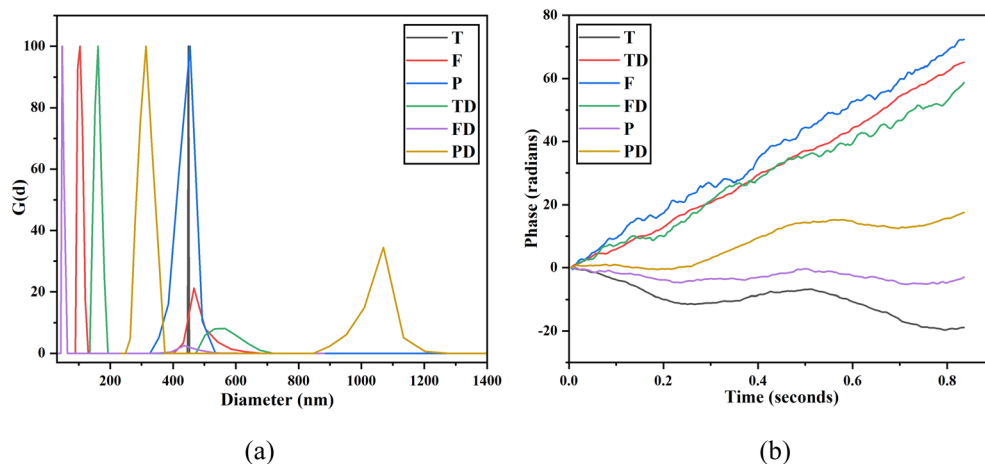 T
F
P
TD
FD
PD
100
80
60
40
20
0
G(d)
200 400 600 800 1000 1200 1400
Diameter (nm)
(a)
T
TD
F
FD
P
PD
80
60
40
20
0
-20
Phase (radians)
0.0 0.2 0.4 0.6 0.8
Time (seconds)
(b)